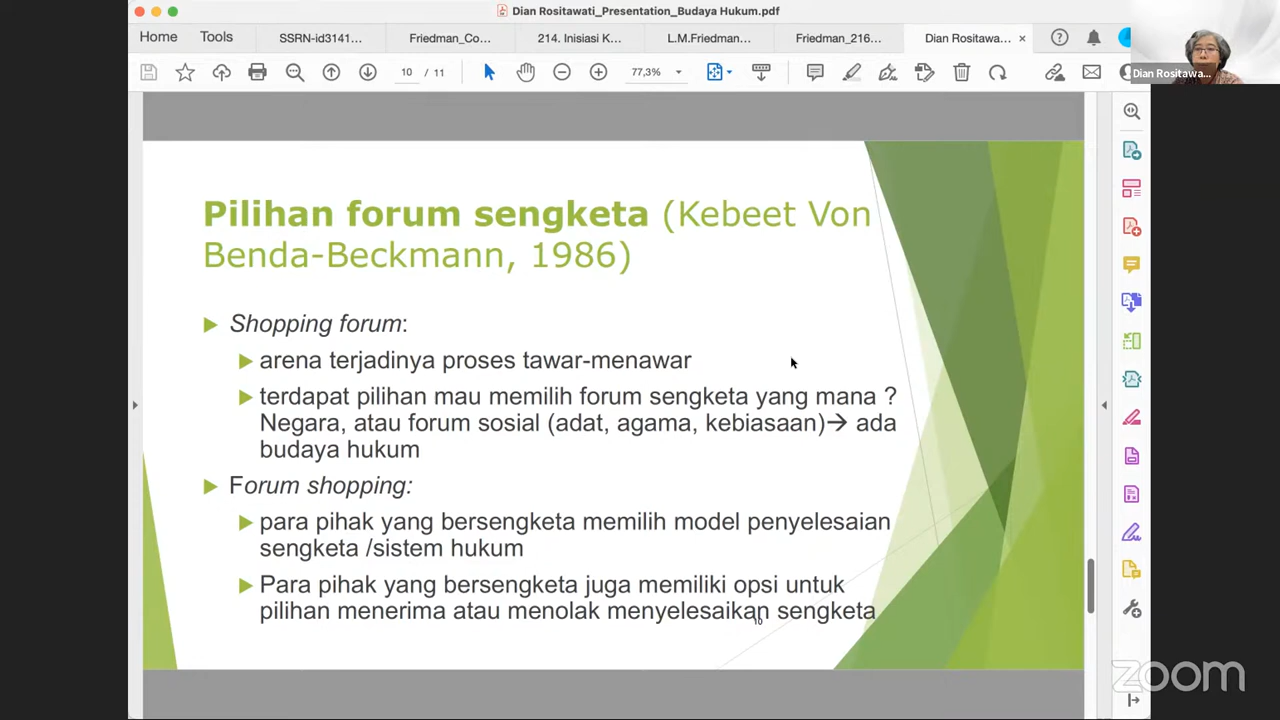 Dian Rositawati_Presentation_Budaya Hukum.pdf
Home
Tools
SSRN-id3141...
Friedman_Co...
214. Inisiasi K...
L.M.Friedman...
Friedman_216...
Dian Rositawa...
10 / 11
77,3%
Dian Rositawa...
Pilihan forum sengketa (Kebeet Von
Benda-Beckmann, 1986)
Shopping forum:
arena terjadinya proses tawar-menawar
terdapat pilihan mau memilih forum sengketa yang mana ?
Negara, atau forum sosial (adat, agama, kebiasaan)→ ada
budaya hukum
Forum shopping:
para pihak yang bersengketa memilih model penyelesaian
sengketa /sistem hukum
Para pihak yang bersengketa juga memiliki opsi untuk
pilihan menerima atau menolak menyelesaikan sengketa
10
zoom